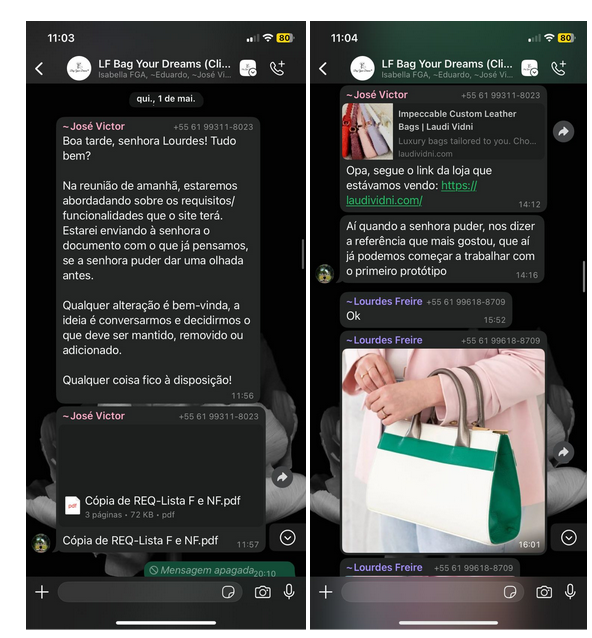 11:03
80
LF Bag Your Dreams (Cli...
Isabella FGA, ~Eduardo, ~José Vi...
qui., 1 de mai.
~José Victor +55 61 99311-8023
Boa tarde, senhora Lourdes! Tudo
bem?
Na reunião de amanhã, estaremos
abordadando sobre os requisitos/
funcionalidades que o site terá.
Estarei enviando à senhora o
documento com o que já pensamos,
se a senhora puder dar uma olhada
antes.
Qualquer alteração é bem-vinda, a
ideia é conversarmos e decidirmos o
que deve ser mantido, removido ou
adicionado.
Qualquer coisa fico à disposição!
11:56
~José Victor +55 61 99311-8023
pdf
Cópia de REQ-Lista F e NF.pdf
3 páginas • 72 KB • pdf
Cópia de REQ-Lista F e NF.pdf 11:57
Mensagem apagada 20:10
11:04
80
LF Bag Your Dreams (Cli...
Isabella FGA, ~Eduardo, ~José Vi...
~José Victor +55 61 99311-8023
Impeccable Custom Leather
Bags | Laudi Vidni
Luxury bags tailored to you. Cho...
laudividni.com
Opa, segue o link da loja que
estávamos vendo: https://
laudividni.com/
14:12
Aí quando a senhora puder, nos dizer
a referência que mais gostou, que aí
já podemos começar a trabalhar com
o primeiro protótipo 14:16
~Lourdes Freire +55 61 99618-8709
Ok 15:52
~Lourdes Freire +55 61 99618-8709
16:01
~Lourdes Freire +55 61 99618-8709